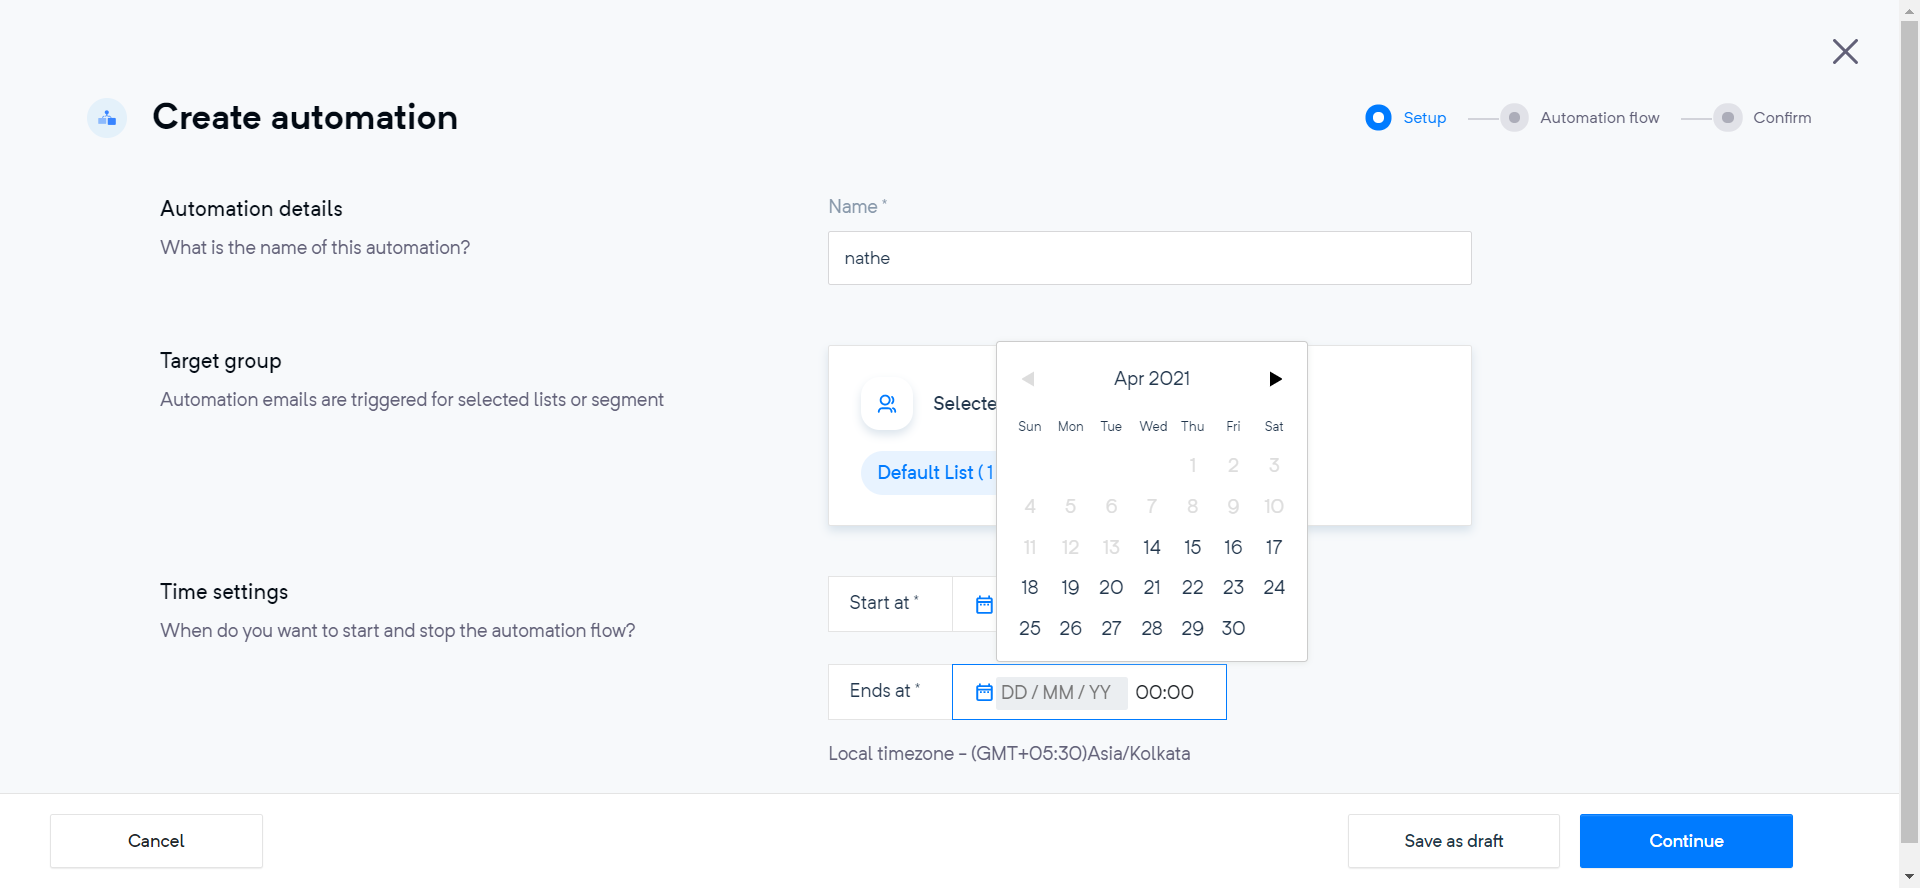 Create automation
Setup
Automation flow
Confirm
Automation details
What is the name of this automation?
Name *
nathe
Target group
Automation emails are triggered for selected lists or segment
Selecte
Default List ( 1
Apr 2021
Sun Mon Tue Wed Thu Fri Sat
1 2 3
4 5 6 7 8 9 10
11 12 13 14 15 16 17
18 19 20 21 22 23 24
25 26 27 28 29 30
Time settings
When do you want to start and stop the automation flow?
Start at *
Ends at *
DD / MM / YY 00:00
Local timezone - (GMT+05:30)Asia/Kolkata
Cancel
Save as draft
Continue